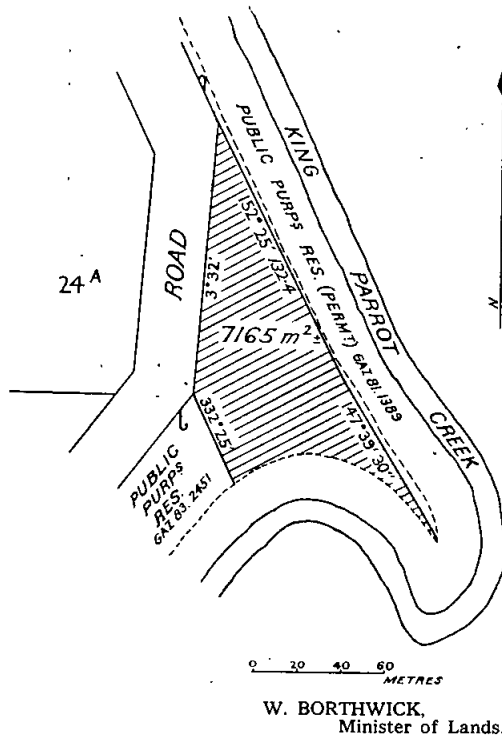 KING PARROT CREEK
PUBLIC PURPS RES. (PERMT) GAZ 81.1389
152° 25' 132·4
ROAD
3° 32'
24 A
7165 m² ±
332° 25'
147° 39' 30"
PUBLIC
PURPS
RES.
GAZ 83. 2451
N
0 20 40 60
METRES
W. BORTHWICK,
Minister of Lands.